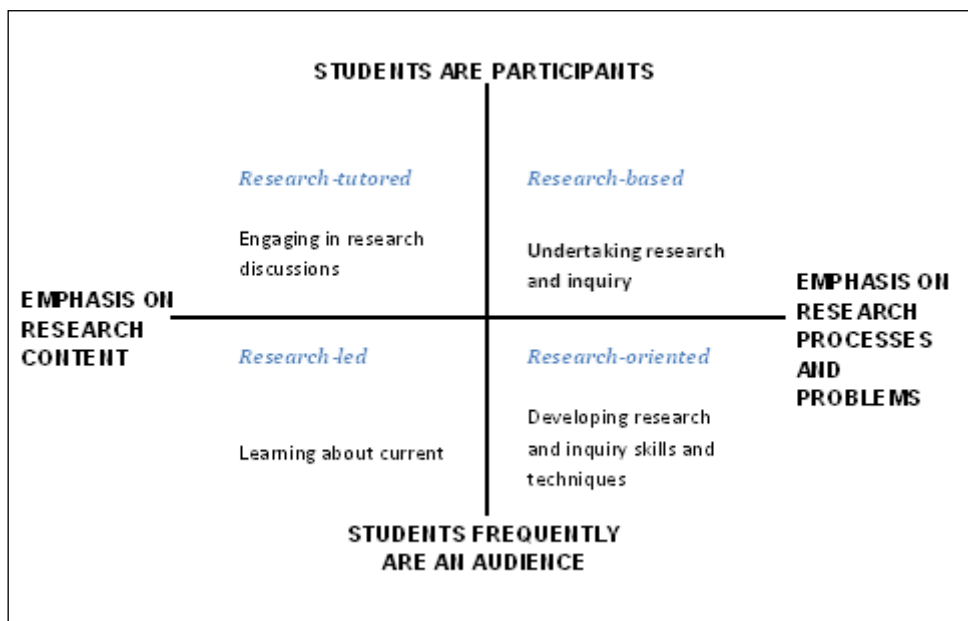 STUDENTS ARE PARTICIPANTS
Research-tutored
Research-based
Engaging in research
discussions
Undertaking research
and inquiry
EMPHASIS ON
RESEARCH
CONTENT
EMPHASIS ON
RESEARCH
PROCESSES
AND
PROBLEMS
Research-led
Research-oriented
Learning about current
Developing research
and inquiry skills and
techniques
STUDENTS FREQUENTLY
ARE AN AUDIENCE